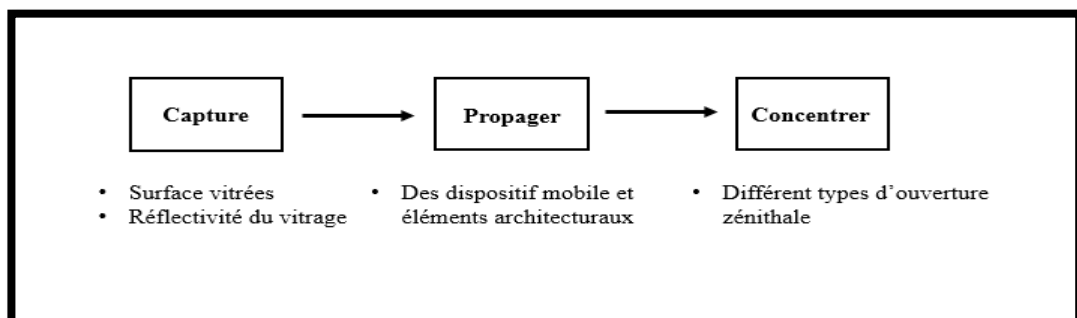 Capture
Propager
Concentrer
• Surface vitrées
• Réflectivité du vitrage
• Des dispositif mobile et
éléments architecturaux
• Différent types d’ouverture
zénithale